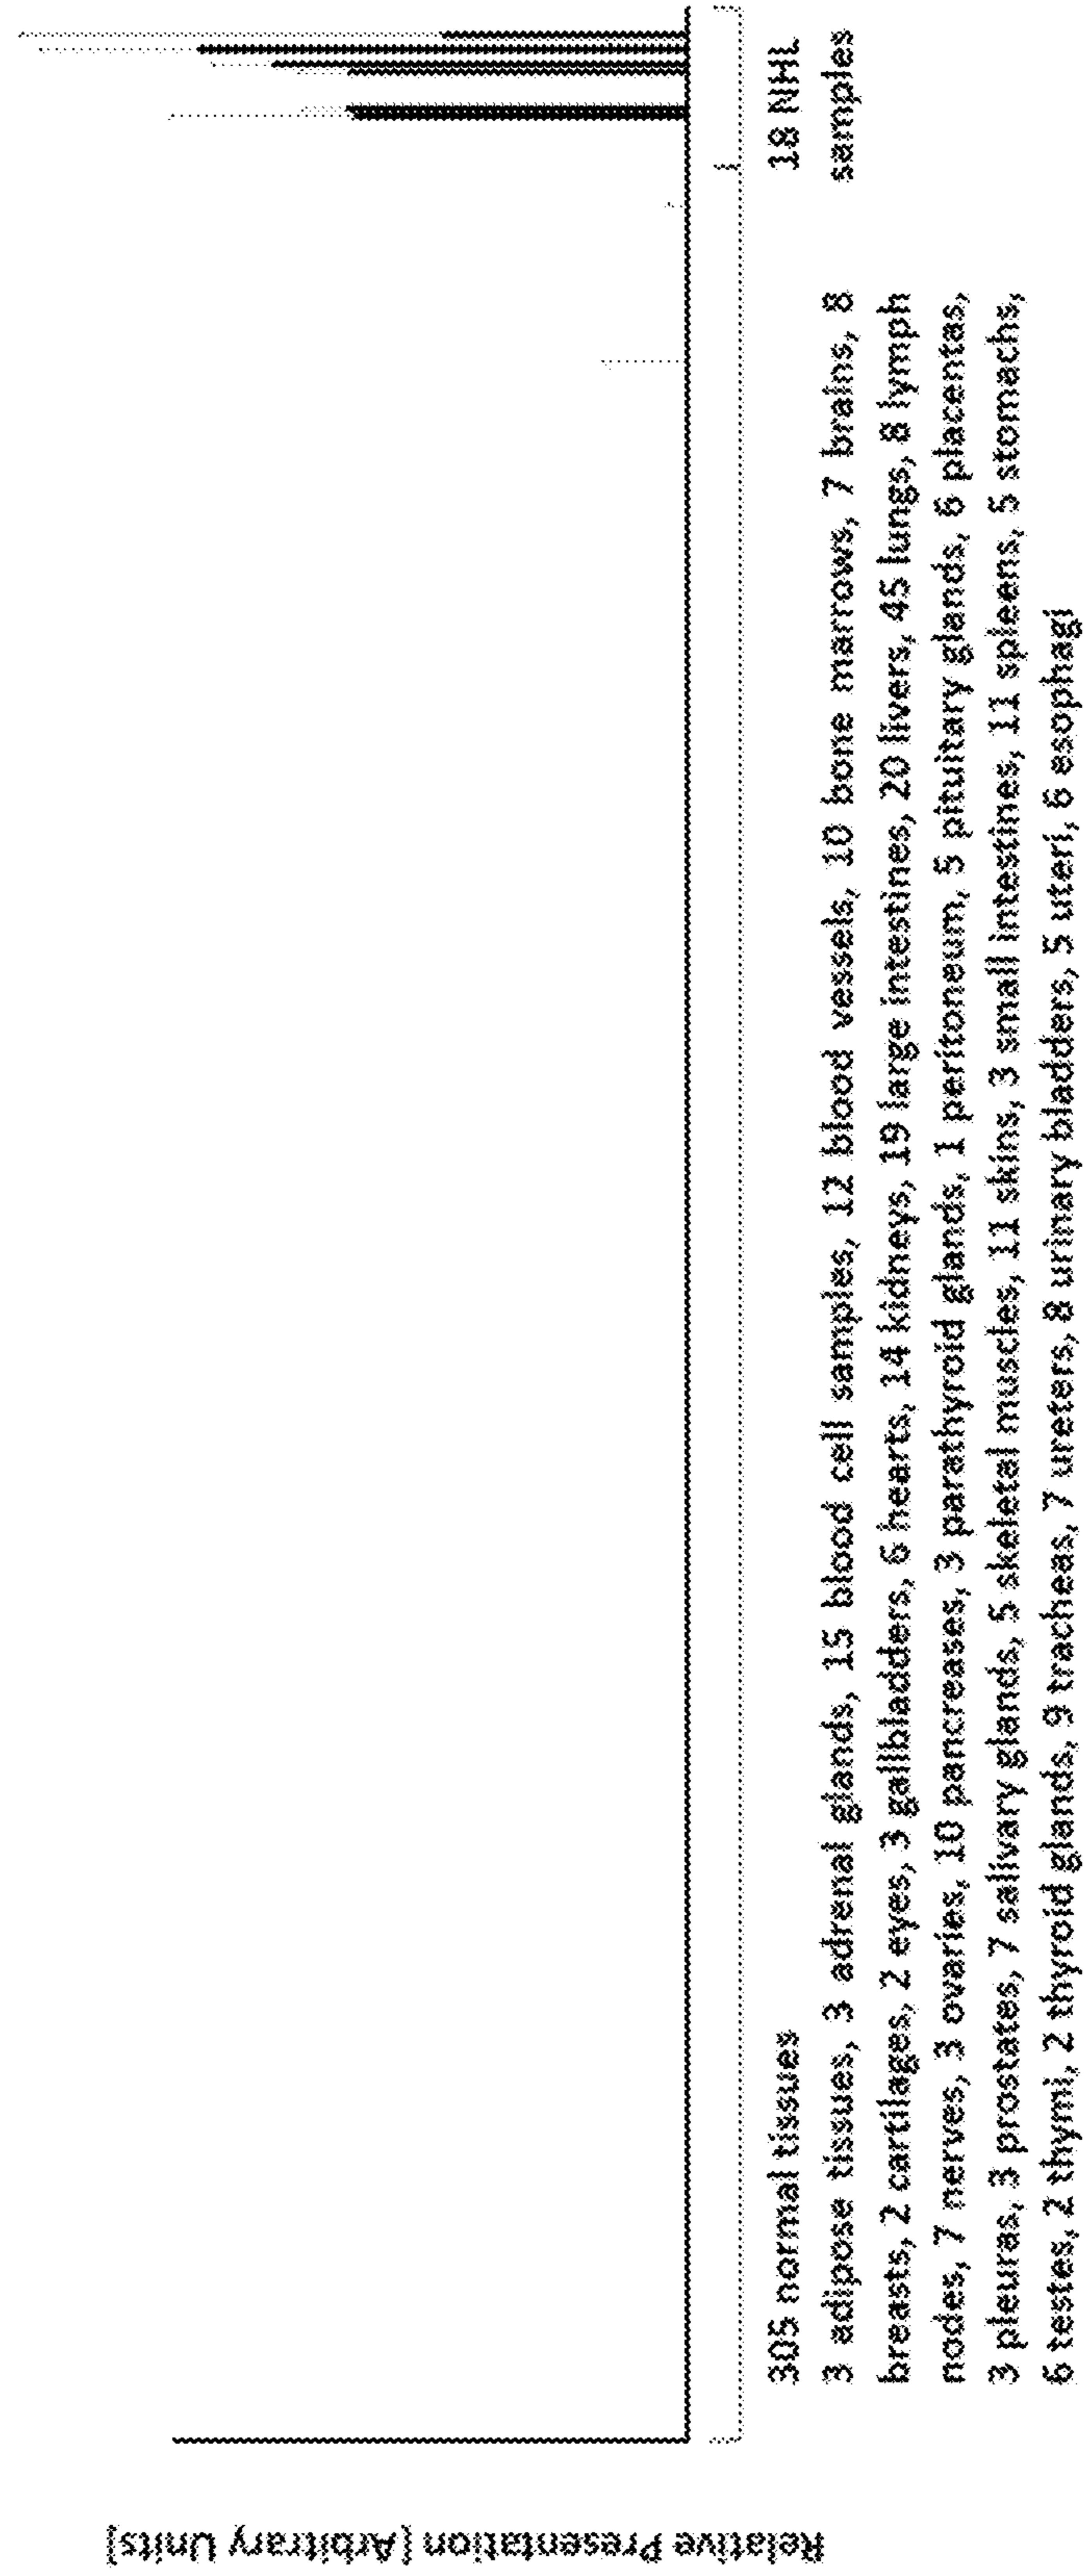 Relative Presentation [Arbitrary Units]
305 normal tissues
3 adipose tissues, 3 adrenal glands, 15 blood cell samples, 12 blood vessels, 10 bone marrows, 7 brains, 8
breasts, 2 cartilages, 2 eyes, 3 gallbladders, 6 hearts, 14 kidneys, 19 large intestines, 20 livers, 45 lungs, 8 lymph
nodes, 7 nerves, 3 ovaries, 10 pancreases, 3 parathyroid glands, 1 peritoneum, 5 pituitary glands, 6 placentas,
3 pleuras, 3 prostates, 7 salivary glands, 5 skeletal muscles, 11 skins, 3 small intestines, 11 spleens, 5 stomachs,
6 testes, 2 thymi, 2 thyroid glands, 9 tracheas, 7 ureters, 8 urinary bladders, 5 uteri, 6 esophagi
18 NHL
samples